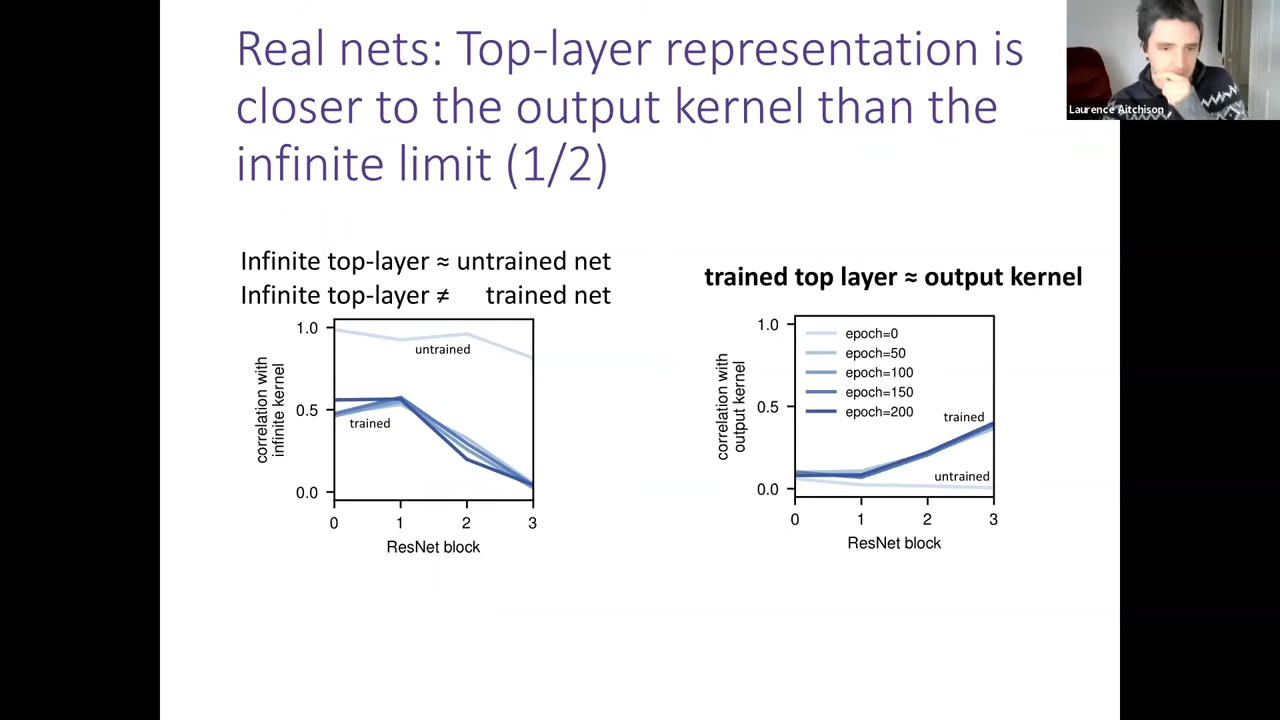 Real nets: Top-layer representation is
closer to the output kernel than the
infinite limit (1/2)
Laurence Aitchison
Infinite top-layer ≈ untrained net
Infinite top-layer ≠ trained net
trained top layer ≈ output kernel
correlation with
infinite kernel
1.0
0.5
0.0
untrained
trained
0 1 2 3
ResNet block
correlation with
output kernel
1.0
0.5
0.0
epoch=0
epoch=50
epoch=100
epoch=150
epoch=200
trained
untrained
0 1 2 3
ResNet block